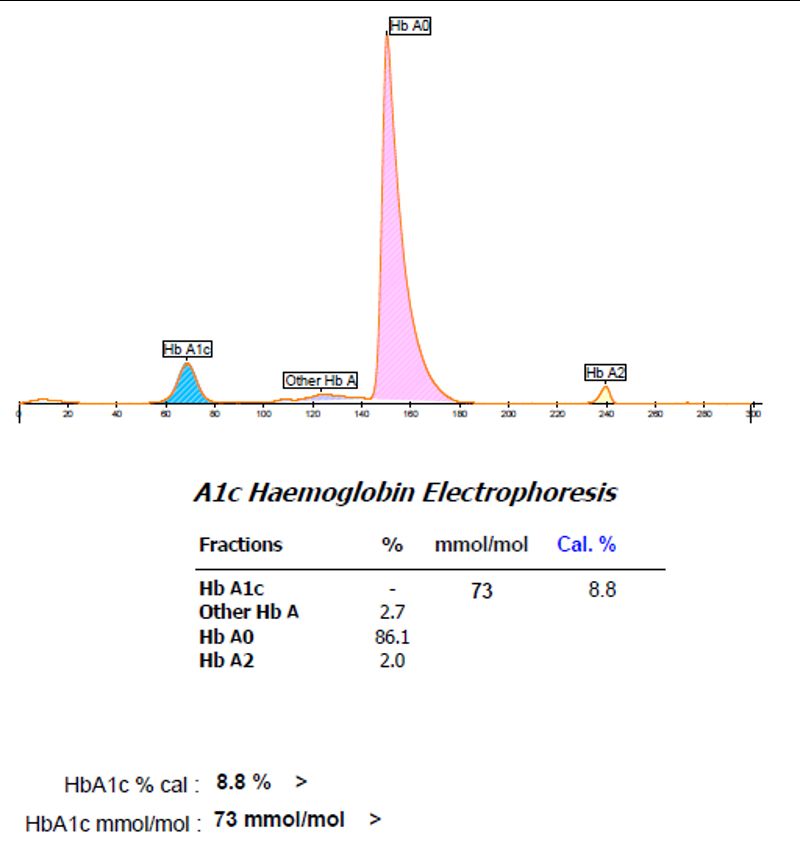 Hb A0
Hb A1c
Other Hb A
Hb A2
0 20 40 60 80 100 120 140 160 180 200 220 240 260 280 300
A1c Haemoglobin Electrophoresis
Fractions % mmol/mol Cal. %
Hb A1c - 73 8.8
Other Hb A 2.7
Hb A0 86.1
Hb A2 2.0
HbA1c % cal : 8.8 % >
HbA1c mmol/mol : 73 mmol/mol >